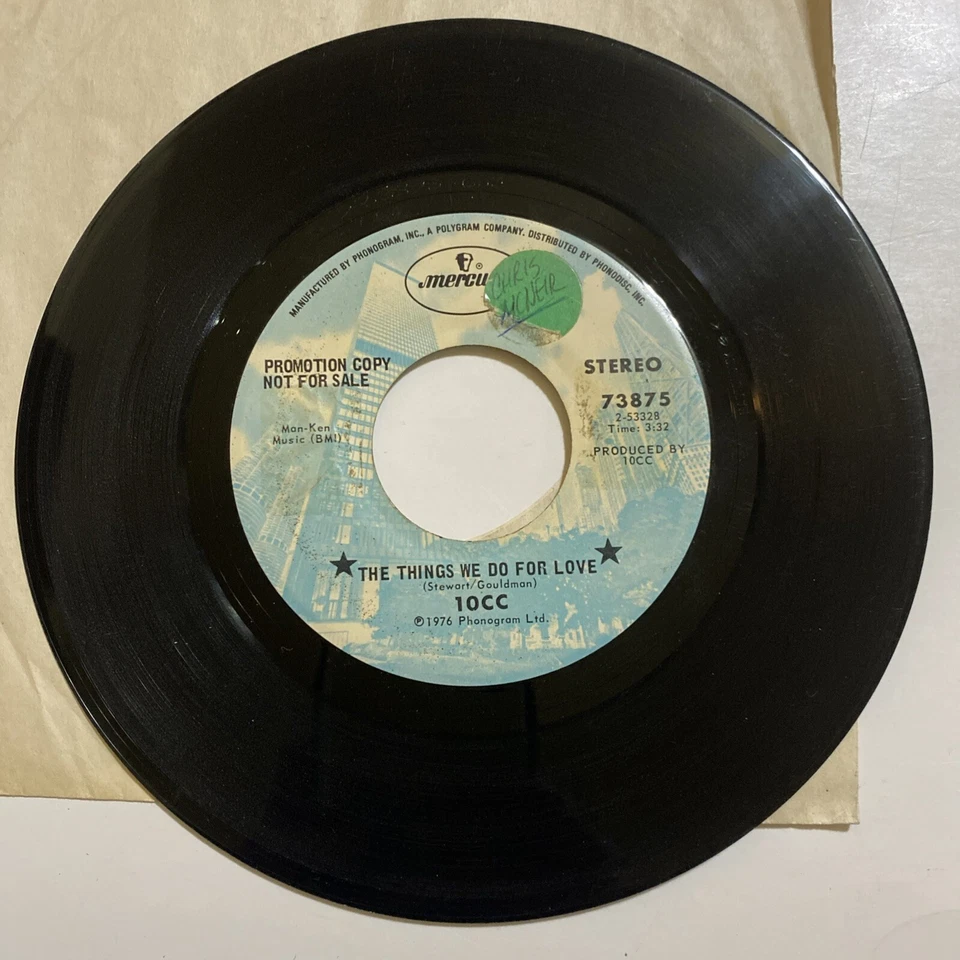 MANUFACTURED BY PHONOGRAM, INC., A POLYGRAM COMPANY. DISTRIBUTED BY PHONODISC, INC.
mercu
®
CHRIS
MCNEIR
PROMOTION COPY
NOT FOR SALE
STEREO
73875
2-53328
Time: 3:32
Man-Ken
Music (BMI)
PRODUCED BY
10CC
★THE THINGS WE DO FOR LOVE★
(Stewart/Gouldman)
10CC
℗1976 Phonogram Ltd.